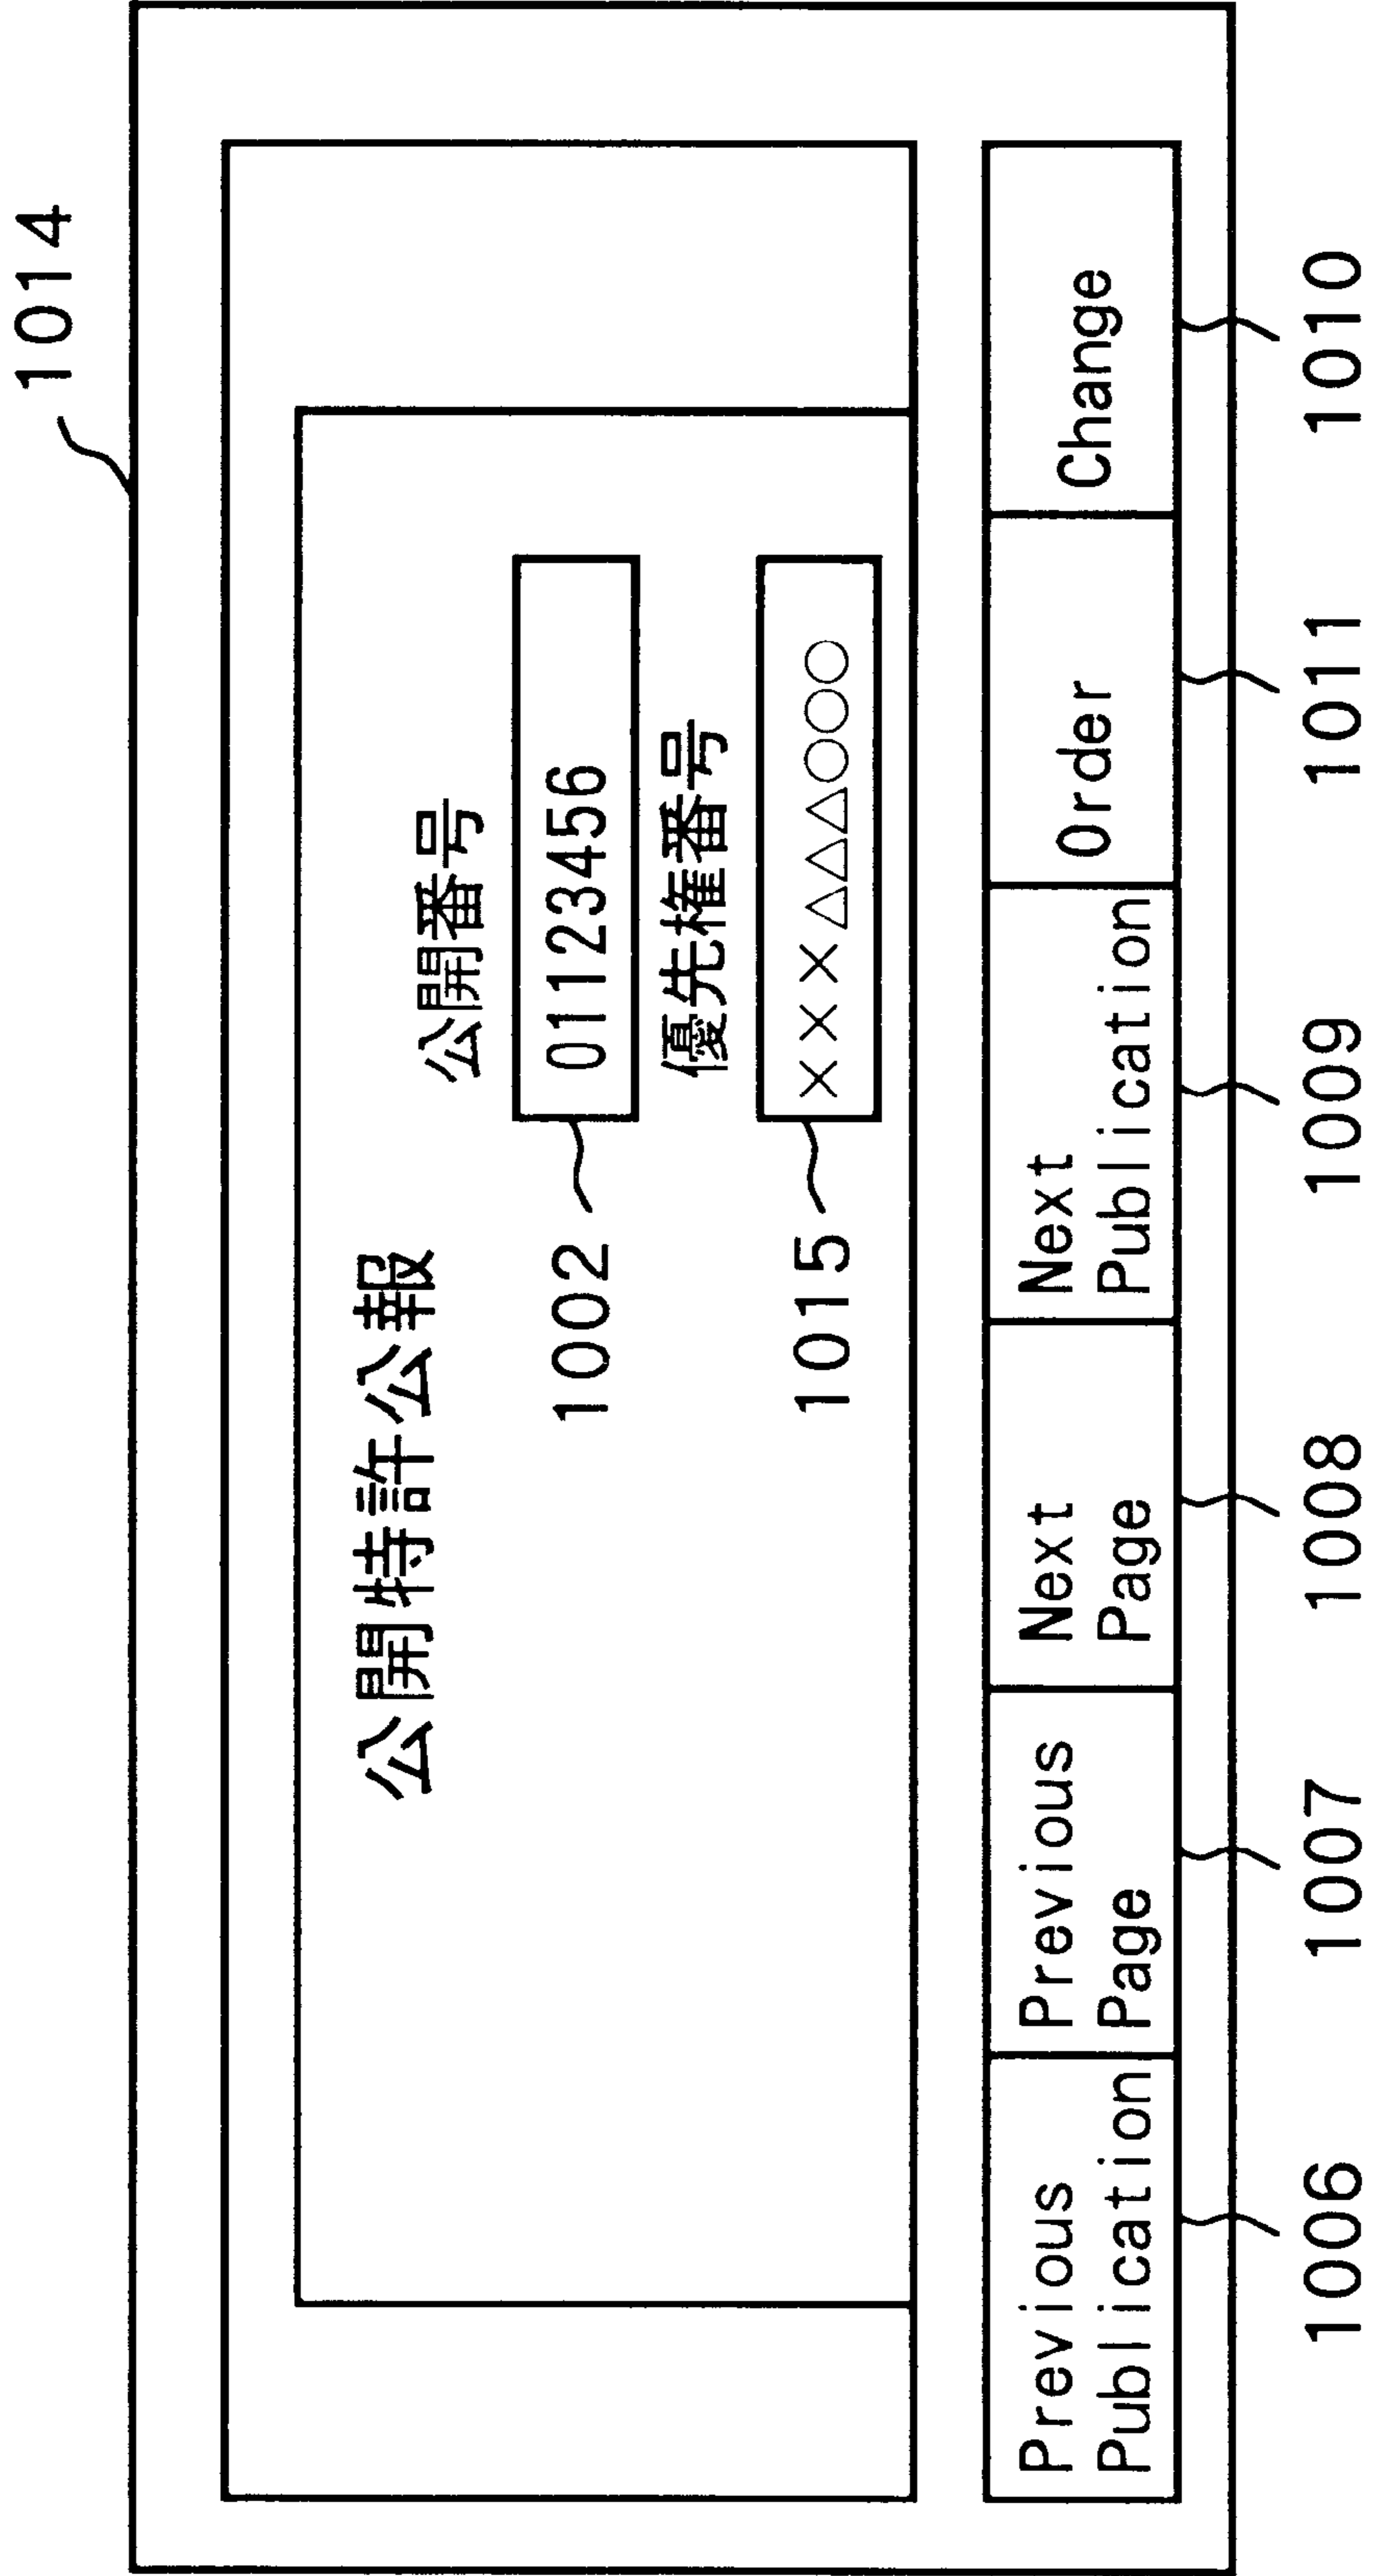 1014
公開特許公報
公開番号
1002
01123456
優先権番号
1015
×××△△△○○○
Previous
Publication
Previous
Page
Next
Page
Next
Publication
Order
Change
1006
1007
1008
1009
1011
1010